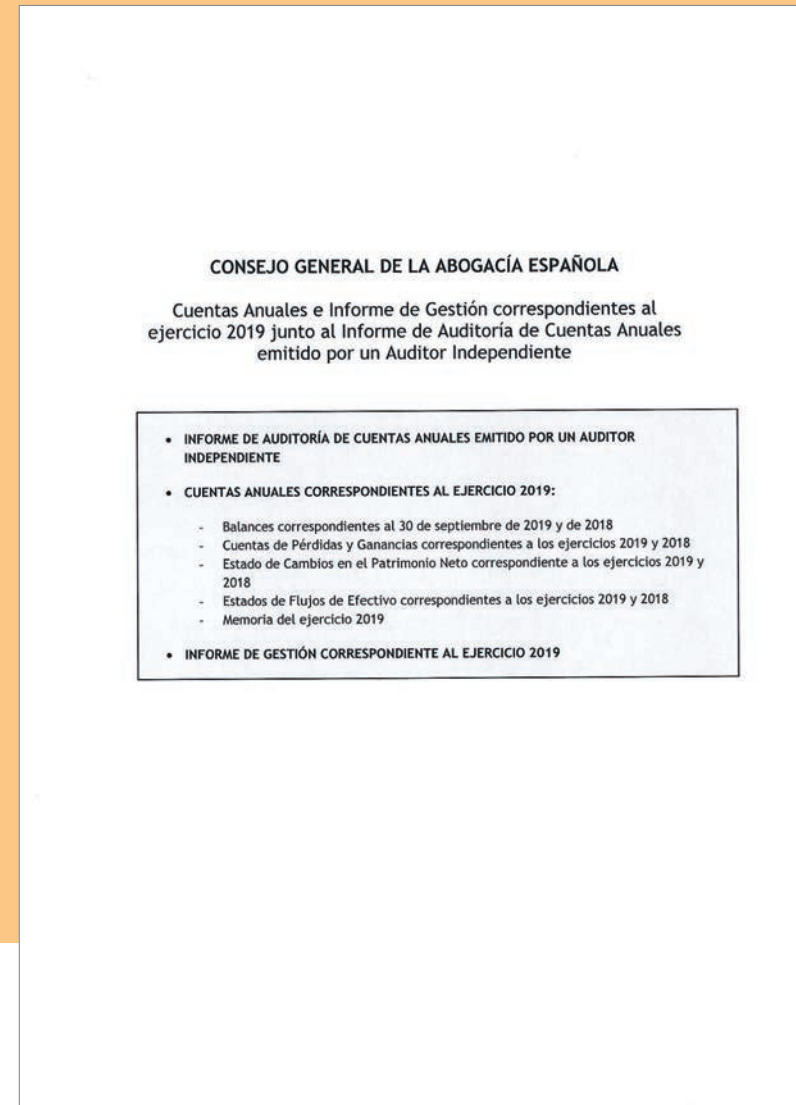 CONSEJO GENERAL DE LA ABOGACÍA ESPAÑOLA
Cuentas Anuales e Informe de Gestión correspondientes al
ejercicio 2019 junto al Informe de Auditoría de Cuentas Anuales
emitido por un Auditor Independiente
• INFORME DE AUDITORÍA DE CUENTAS ANUALES EMITIDO POR UN AUDITOR
INDEPENDIENTE
• CUENTAS ANUALES CORRESPONDIENTES AL EJERCICIO 2019:
- Balances correspondientes al 30 de septiembre de 2019 y de 2018
- Cuentas de Pérdidas y Ganancias correspondientes a los ejercicios 2019 y 2018
- Estado de Cambios en el Patrimonio Neto correspondiente a los ejercicios 2019 y
2018
- Estados de Flujos de Efectivo correspondientes a los ejercicios 2019 y 2018
- Memoria del ejercicio 2019
• INFORME DE GESTIÓN CORRESPONDIENTE AL EJERCICIO 2019